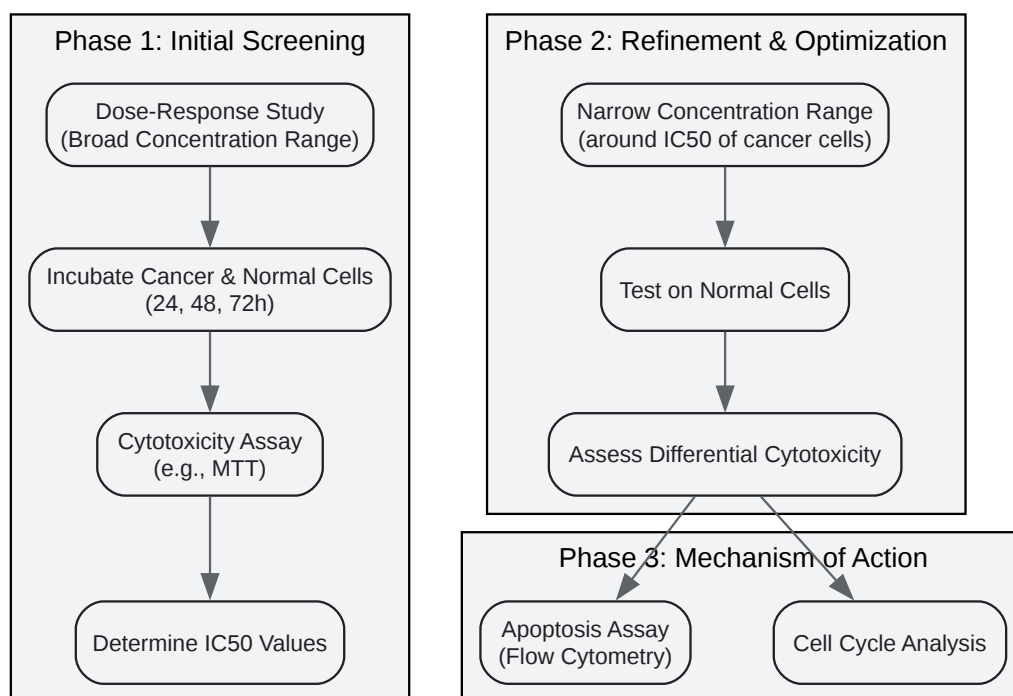 Phase 1: Initial Screening
Dose-Response Study
(Broad Concentration Range)
Incubate Cancer & Normal Cells
(24, 48, 72h)
Cytotoxicity Assay
(e.g., MTT)
Determine IC50 Values
Phase 2: Refinement & Optimization
Narrow Concentration Range
(around IC50 of cancer cells)
Test on Normal Cells
Assess Differential Cytotoxicity
Phase 3: Mechanism of Action
Apoptosis Assay
(Flow Cytometry)
Cell Cycle Analysis